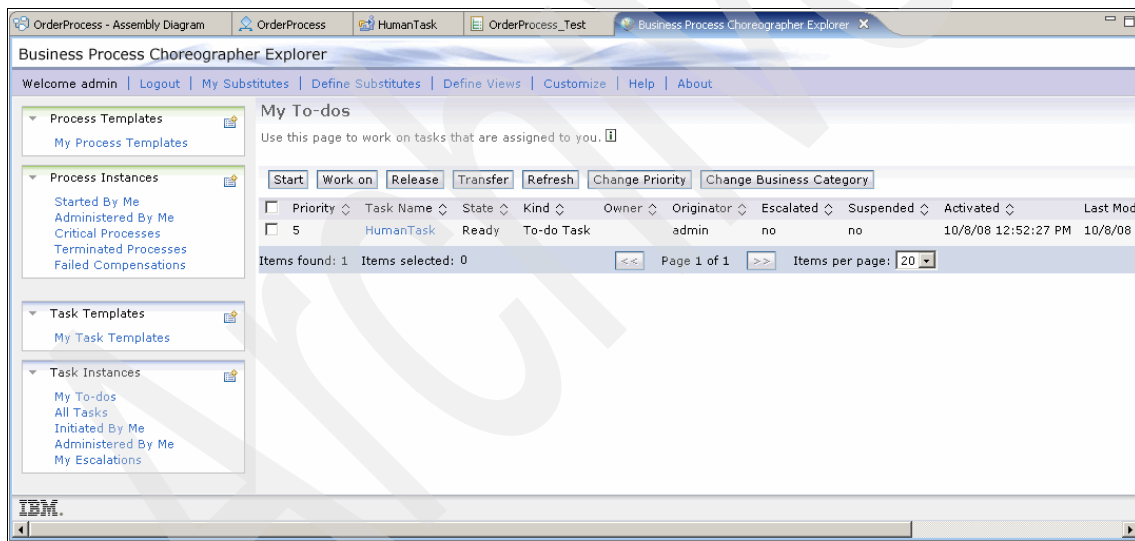 OrderProcess - Assembly Diagram OrderProcess HumanTask OrderProcess_Test Business Process Choreographer Explorer
Business Process Choreographer Explorer
Welcome admin | Logout | My Substitutes | Define Substitutes | Define Views | Customize | Help | About
Process Templates
My Process Templates
Process Instances
Started By Me
Administered By Me
Critical Processes
Terminated Processes
Failed Compensations
Task Templates
My Task Templates
Task Instances
My To-dos
All Tasks
Initiated By Me
Administered By Me
My Escalations
My To-dos
Use this page to work on tasks that are assigned to you.
Start Work on Release Transfer Refresh Change Priority Change Business Category
Priority Task Name State Kind Owner Originator Escalated Suspended Activated Last Mod
5 HumanTask Ready To-do Task admin no no 10/8/08 12:52:27 PM 10/8/08
Items found: 1 Items selected: 0 << Page 1 of 1 >> Items per page: 20
IBM.